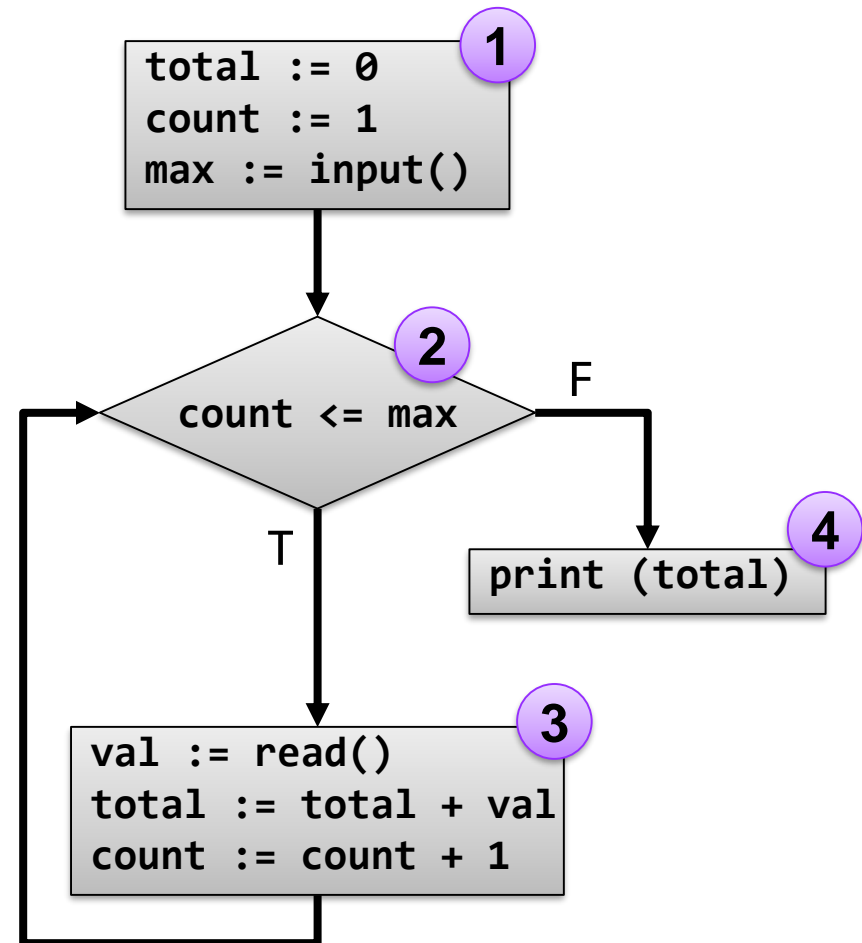 1
total := 0
count := 1
max := input()
2
count <= max
F
T
4
print (total)
3
val := read()
total := total + val
count := count + 1